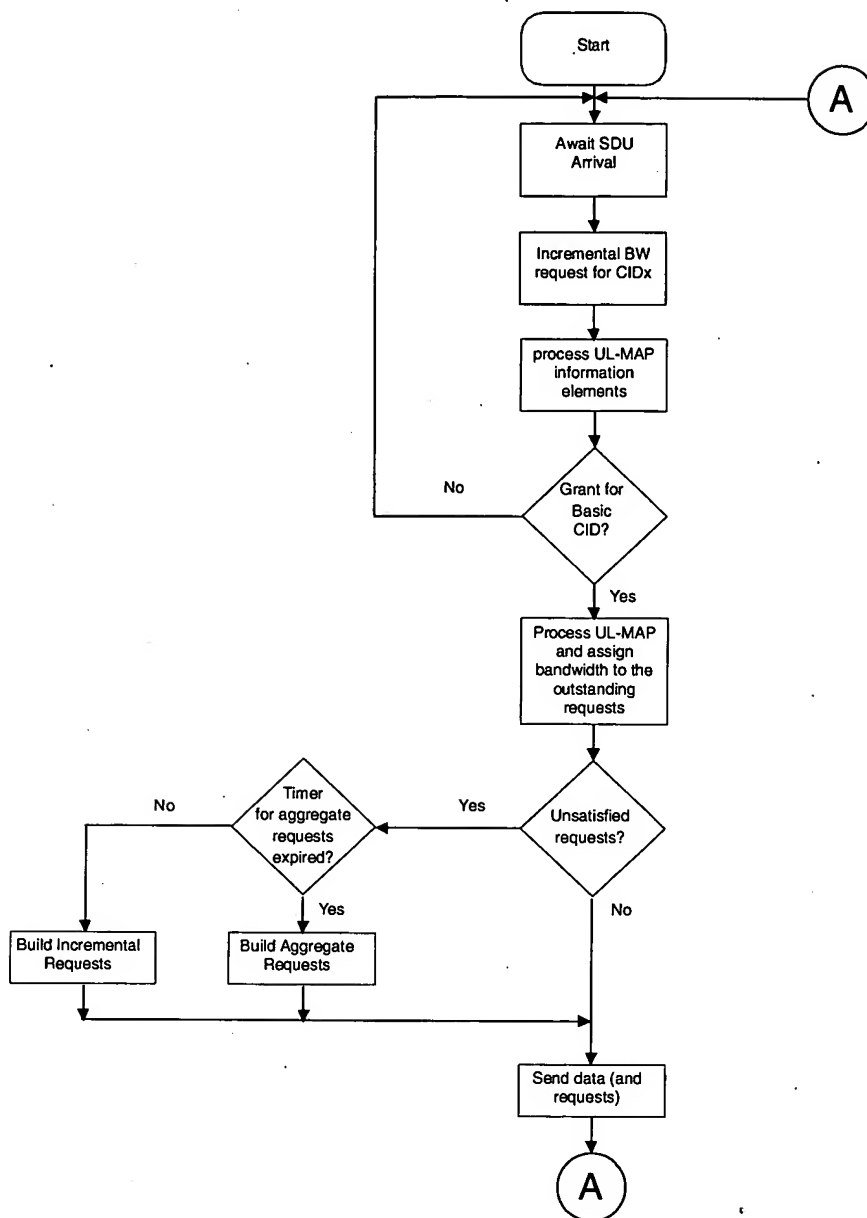 Start
A
Await SDU
Arrival
Incremental BW
request for CIDx
process UL-MAP
information
elements
No
Grant for
Basic
CID?
Yes
Process UL-MAP
and assign
bandwidth to the
outstanding
requests
No
Timer
for aggregate
requests
expired?
Yes
Unsatisfied
requests?
Yes
No
Build Incremental
Requests
Build Aggregate
Requests
Send data (and
requests)
A